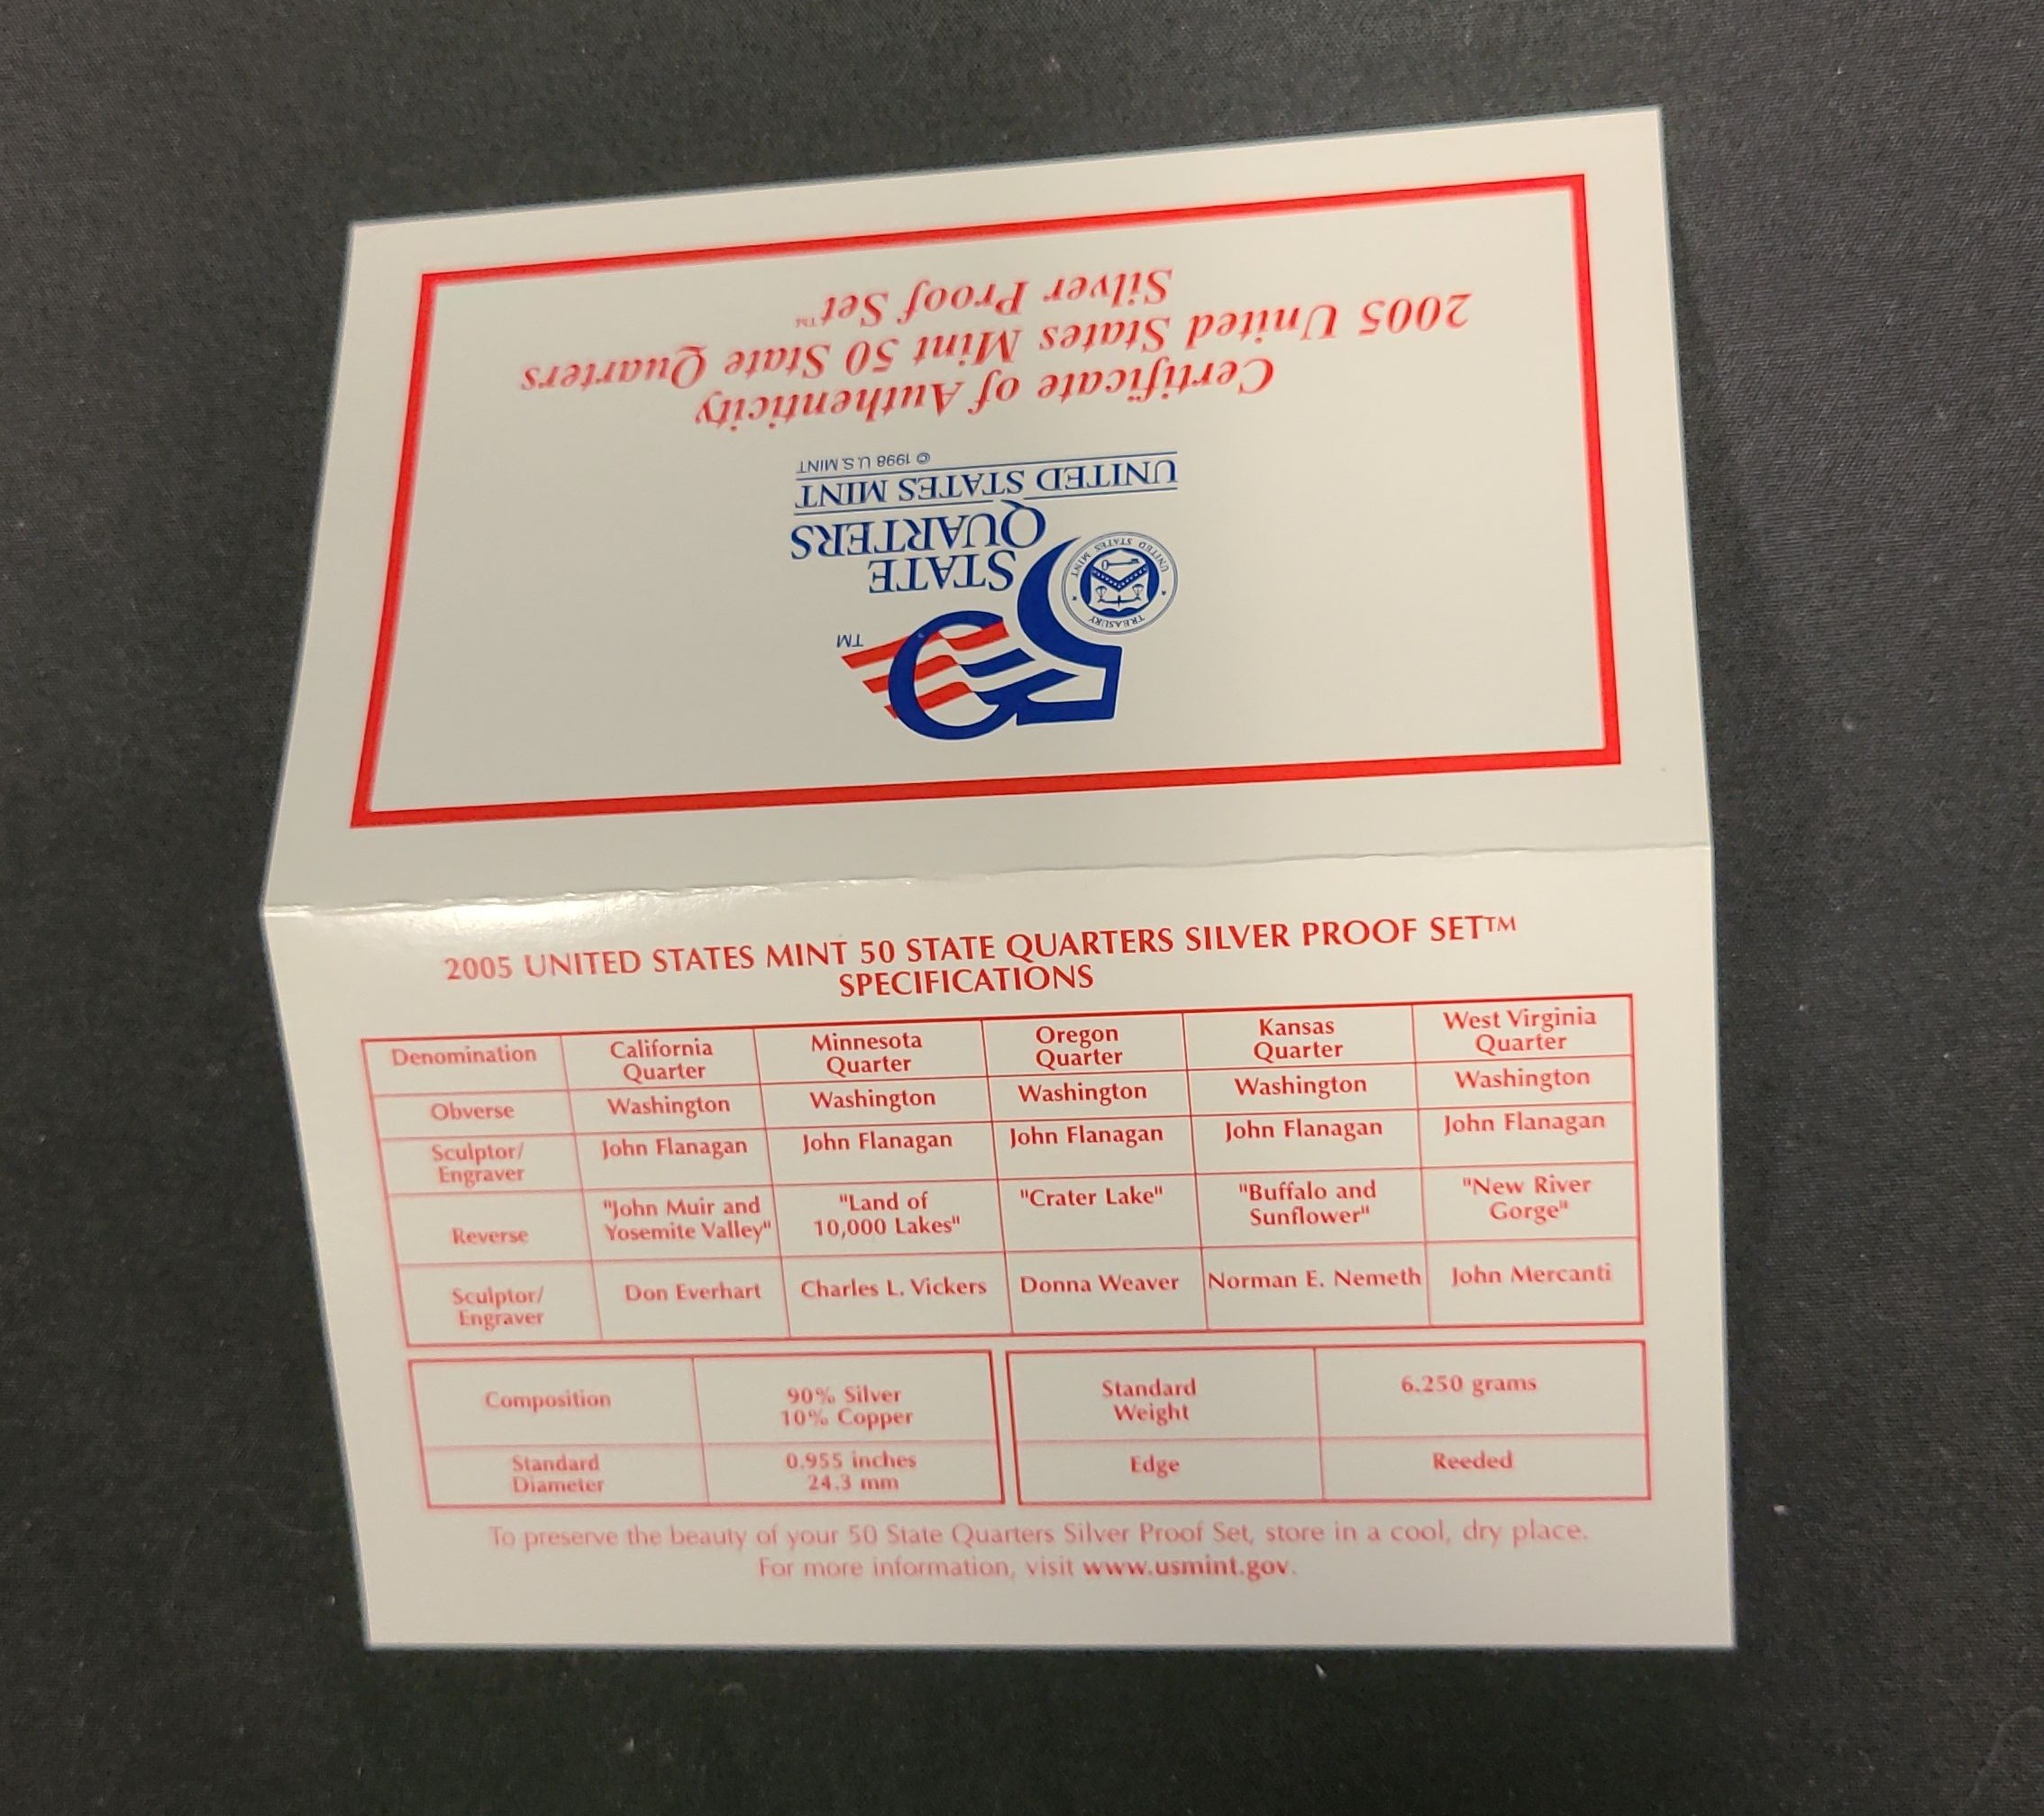 Certificate of Authenticity
2005 United States Mint 50 State Quarters
Silver Proof Set™
50
TM
STATE
QUARTERS
UNITED STATES MINT
© 1998 U.S. MINT
TREASURY
UNITED STATES MINT
2005 UNITED STATES MINT 50 STATE QUARTERS SILVER PROOF SET™
SPECIFICATIONS
Denomination California Quarter Minnesota Quarter Oregon Quarter Kansas Quarter West Virginia Quarter
Obverse Washington Washington Washington Washington Washington
Sculptor/ Engraver John Flanagan John Flanagan John Flanagan John Flanagan John Flanagan
Reverse "John Muir and Yosemite Valley" "Land of 10,000 Lakes" "Crater Lake" "Buffalo and Sunflower" "New River Gorge"
Sculptor/ Engraver Don Everhart Charles L. Vickers Donna Weaver Norman E. Nemeth John Mercanti
Composition 90% Silver 10% Copper Standard Weight 6.250 grams
Standard Diameter 0.955 inches 24.3 mm Edge Reeded
To preserve the beauty of your 50 State Quarters Silver Proof Set, store in a cool, dry place.
For more information, visit www.usmint.gov.